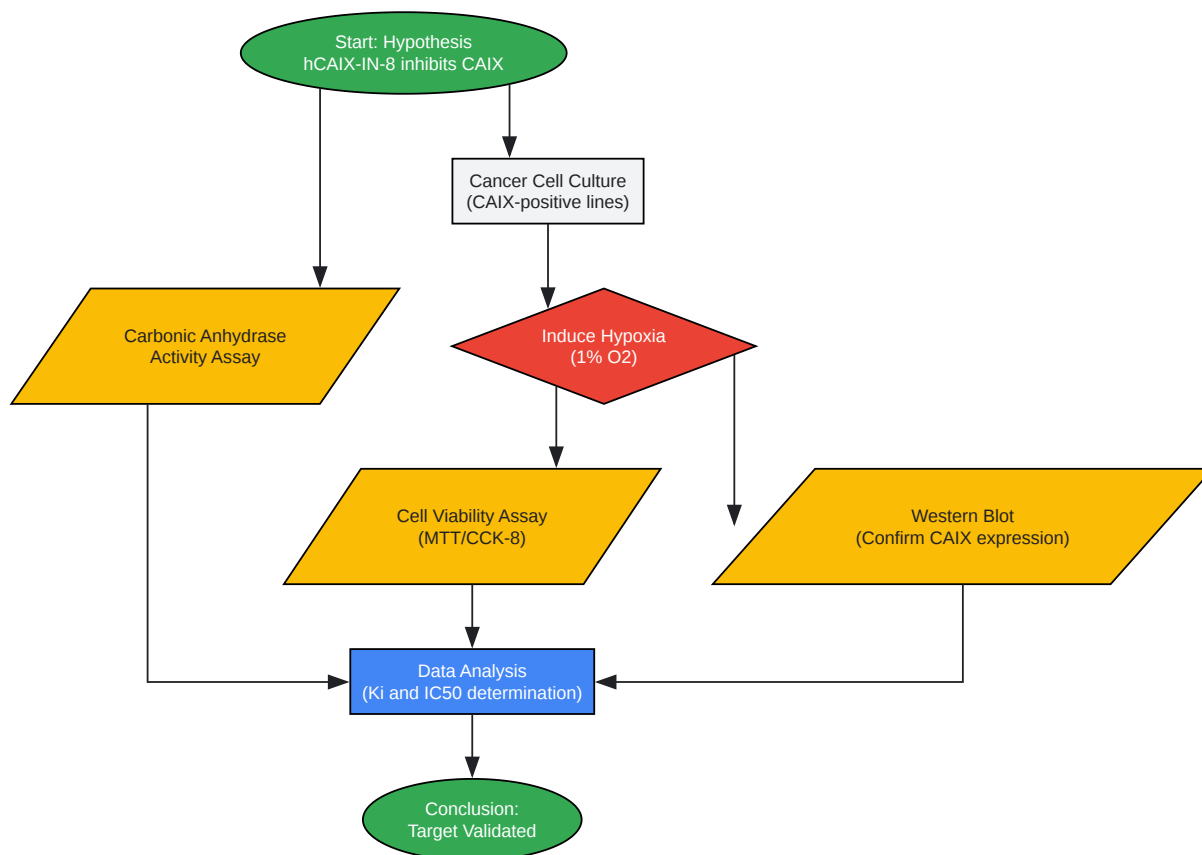 Start: Hypothesis
hCAIX-IN-8 inhibits CAIX
Cancer Cell Culture
(CAIX-positive lines)
Carbonic Anhydrase
Activity Assay
Induce Hypoxia
(1% O2)
Cell Viability Assay
(MTT/CCK-8)
Western Blot
(Confirm CAIX expression)
Data Analysis
(Ki and IC50 determination)
Conclusion:
Target Validated